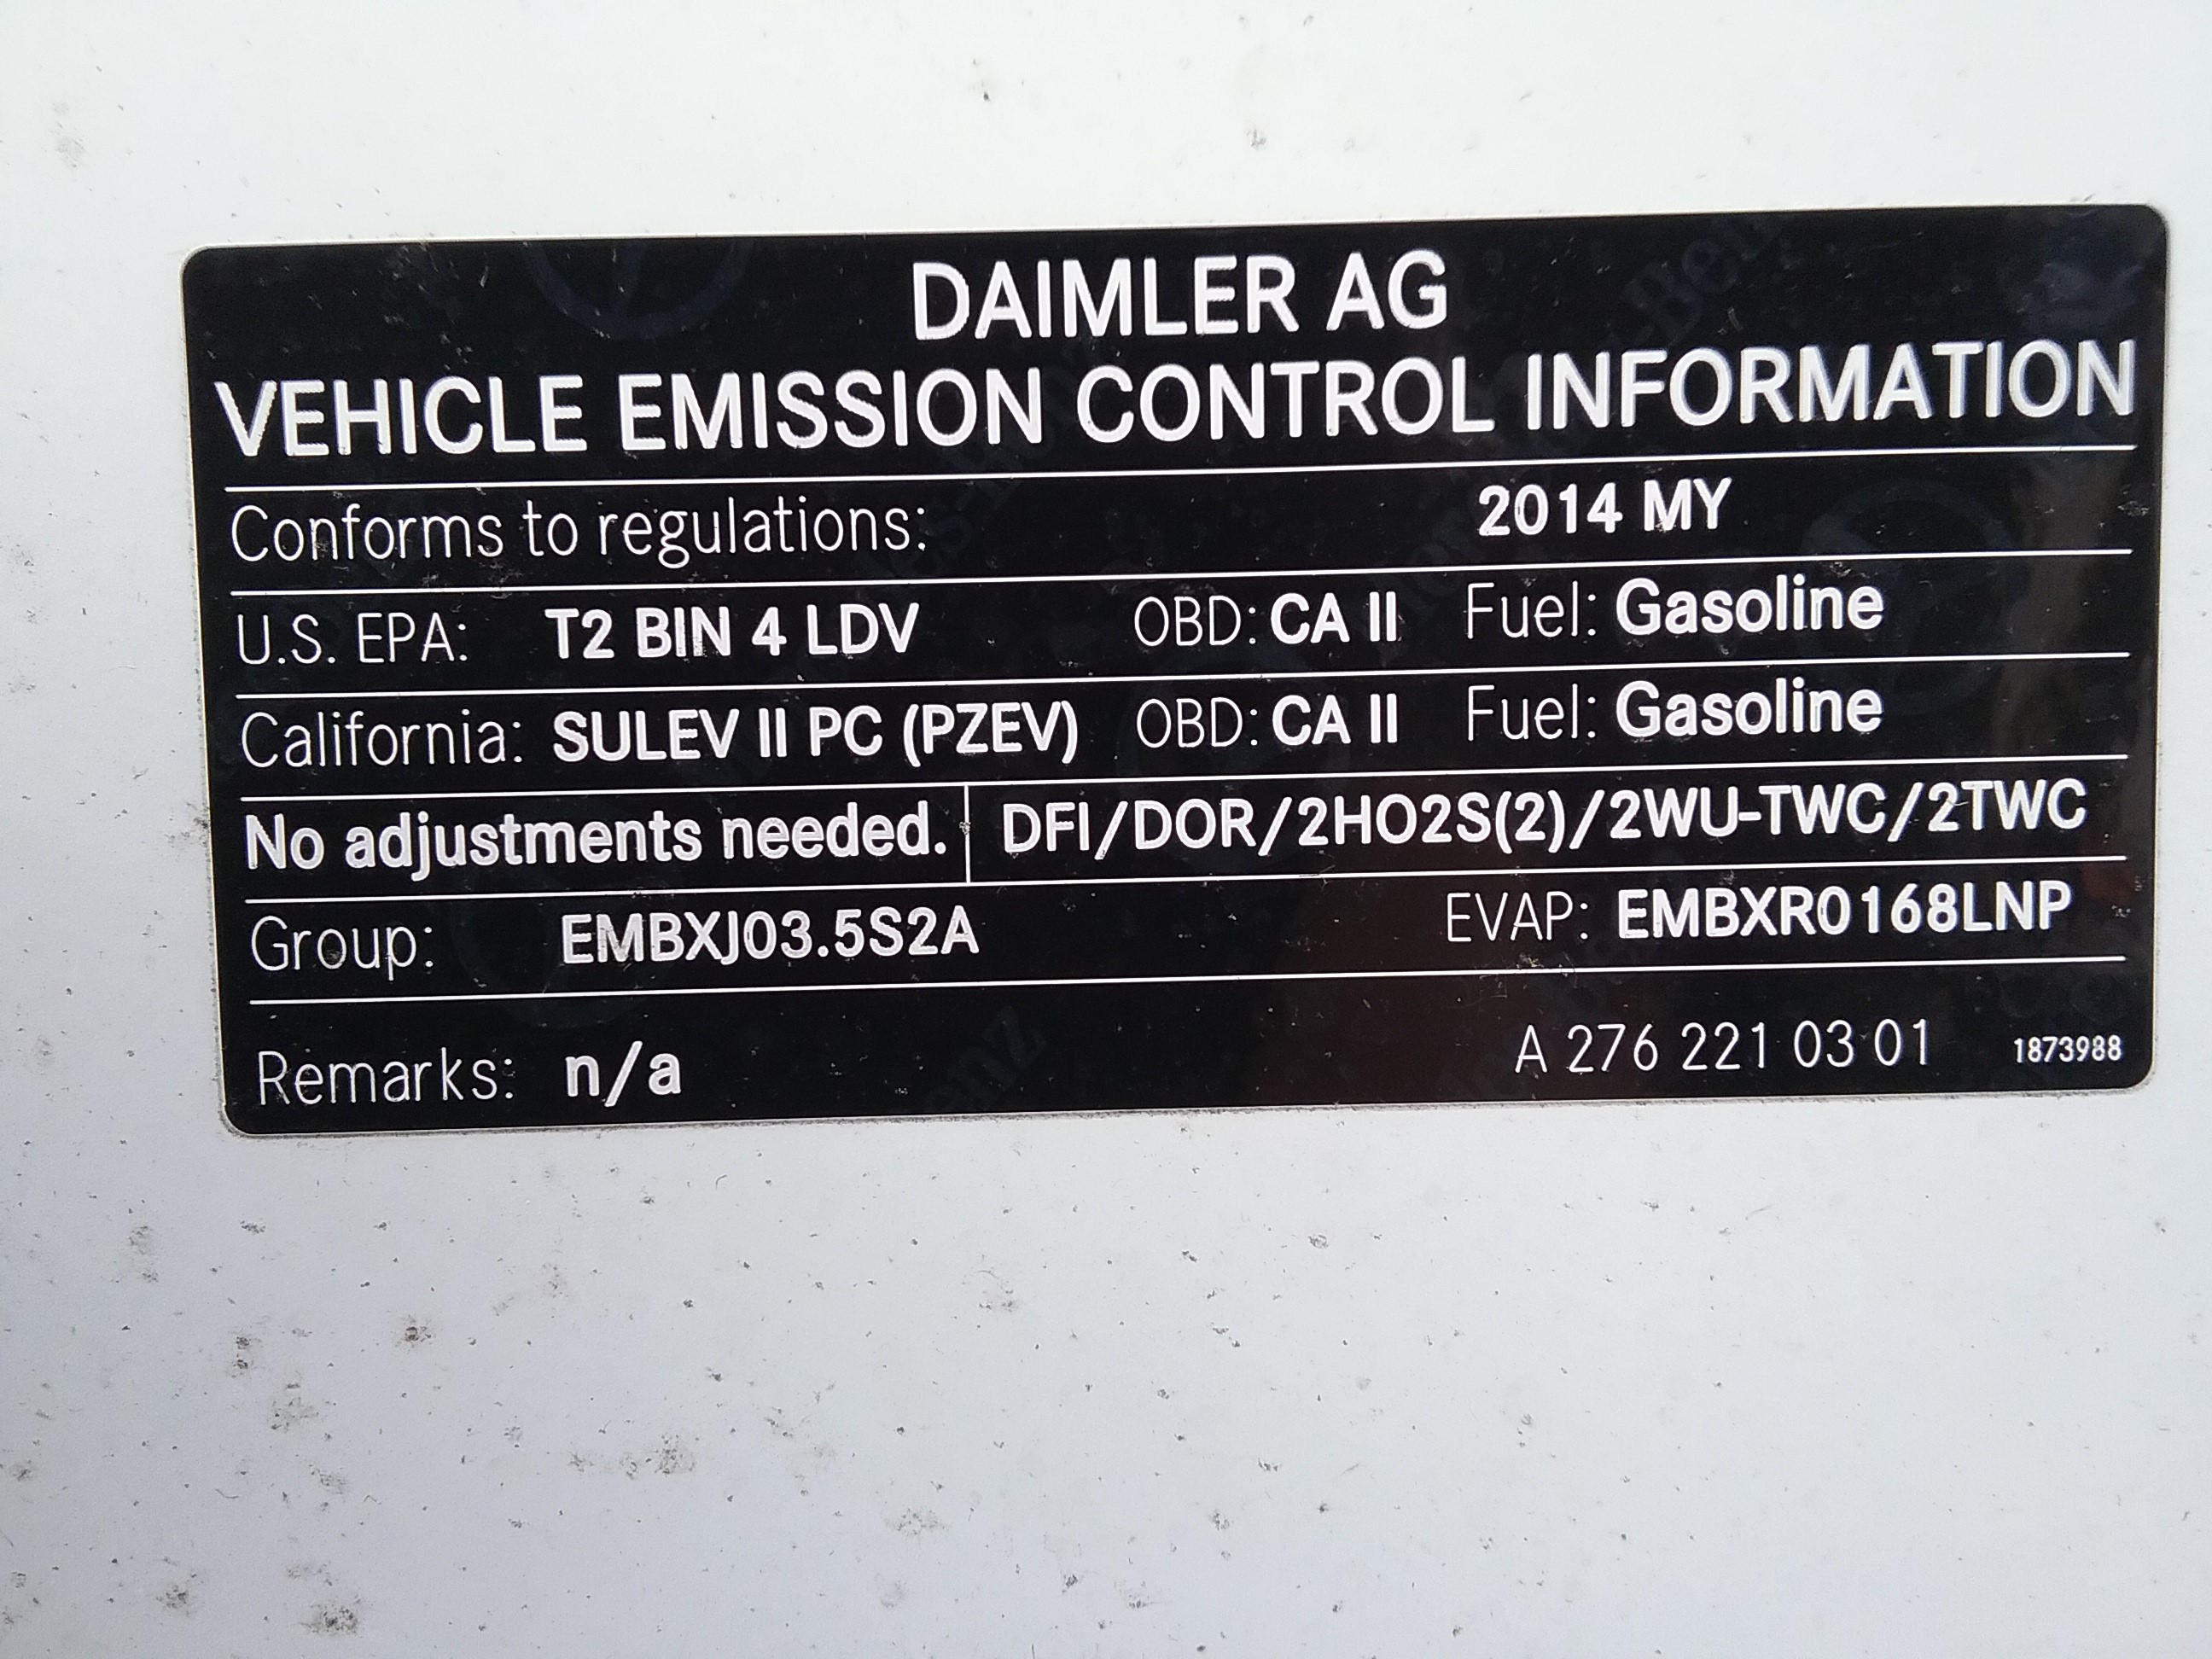 DAIMLER AG
VEHICLE EMISSION CONTROL INFORMATION
Conforms to regulations: 2014 MY
U.S. EPA: T2 BIN 4 LDV OBD: CA II Fuel: Gasoline
California: SULEV II PC (PZEV) OBD: CA II Fuel: Gasoline
No adjustments needed. DFI/DOR/2HO2S(2)/2WU-TWC/2TWC
Group: EMBXJ03.5S2A EVAP: EMBXR0168LNP
Remarks: n/a A 276 221 03 01 1873988